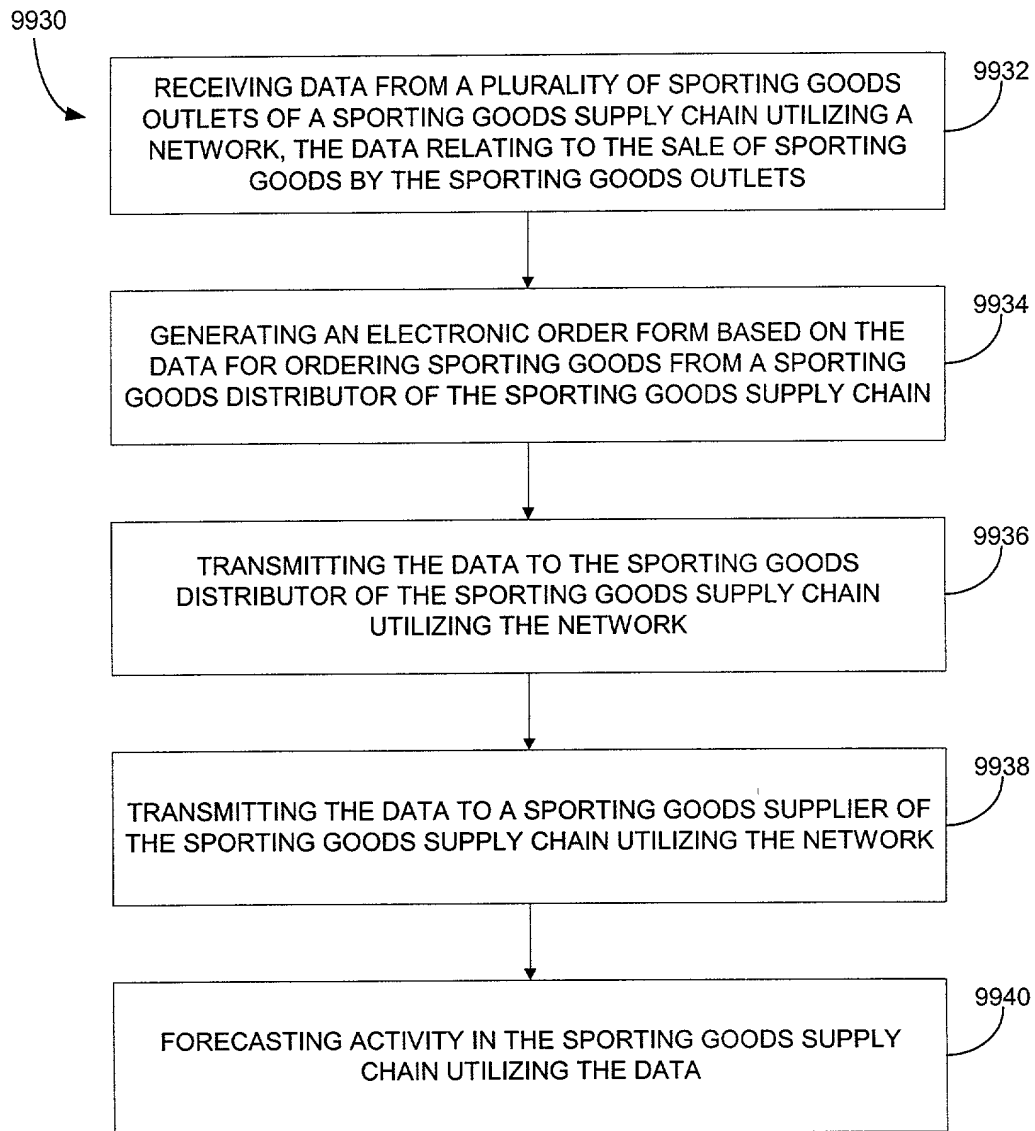 9930
RECEIVING DATA FROM A PLURALITY OF SPORTING GOODS
OUTLETS OF A SPORTING GOODS SUPPLY CHAIN UTILIZING A
NETWORK, THE DATA RELATING TO THE SALE OF SPORTING
GOODS BY THE SPORTING GOODS OUTLETS
9932
GENERATING AN ELECTRONIC ORDER FORM BASED ON THE
DATA FOR ORDERING SPORTING GOODS FROM A SPORTING
GOODS DISTRIBUTOR OF THE SPORTING GOODS SUPPLY CHAIN
9934
TRANSMITTING THE DATA TO THE SPORTING GOODS
DISTRIBUTOR OF THE SPORTING GOODS SUPPLY CHAIN
UTILIZING THE NETWORK
9936
TRANSMITTING THE DATA TO A SPORTING GOODS SUPPLIER OF
THE SPORTING GOODS SUPPLY CHAIN UTILIZING THE NETWORK
9938
FORECASTING ACTIVITY IN THE SPORTING GOODS SUPPLY
CHAIN UTILIZING THE DATA
9940